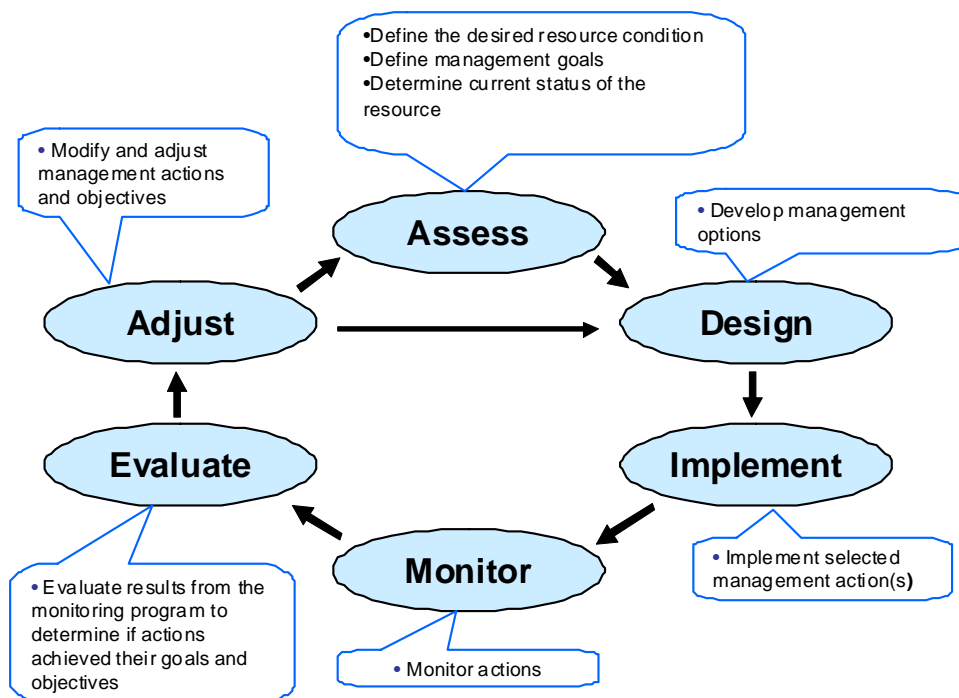 •Define the desired resource condition
•Define management goals
•Determine current status of the
resource
• Modify and adjust
management actions
and objectives
Assess
• Develop management
options
Adjust
Design
Evaluate
Implement
Monitor
• Implement selected
management action(s)
• Evaluate results from the
monitoring program to
determine if actions
achieved their goals and
objectives
• Monitor actions